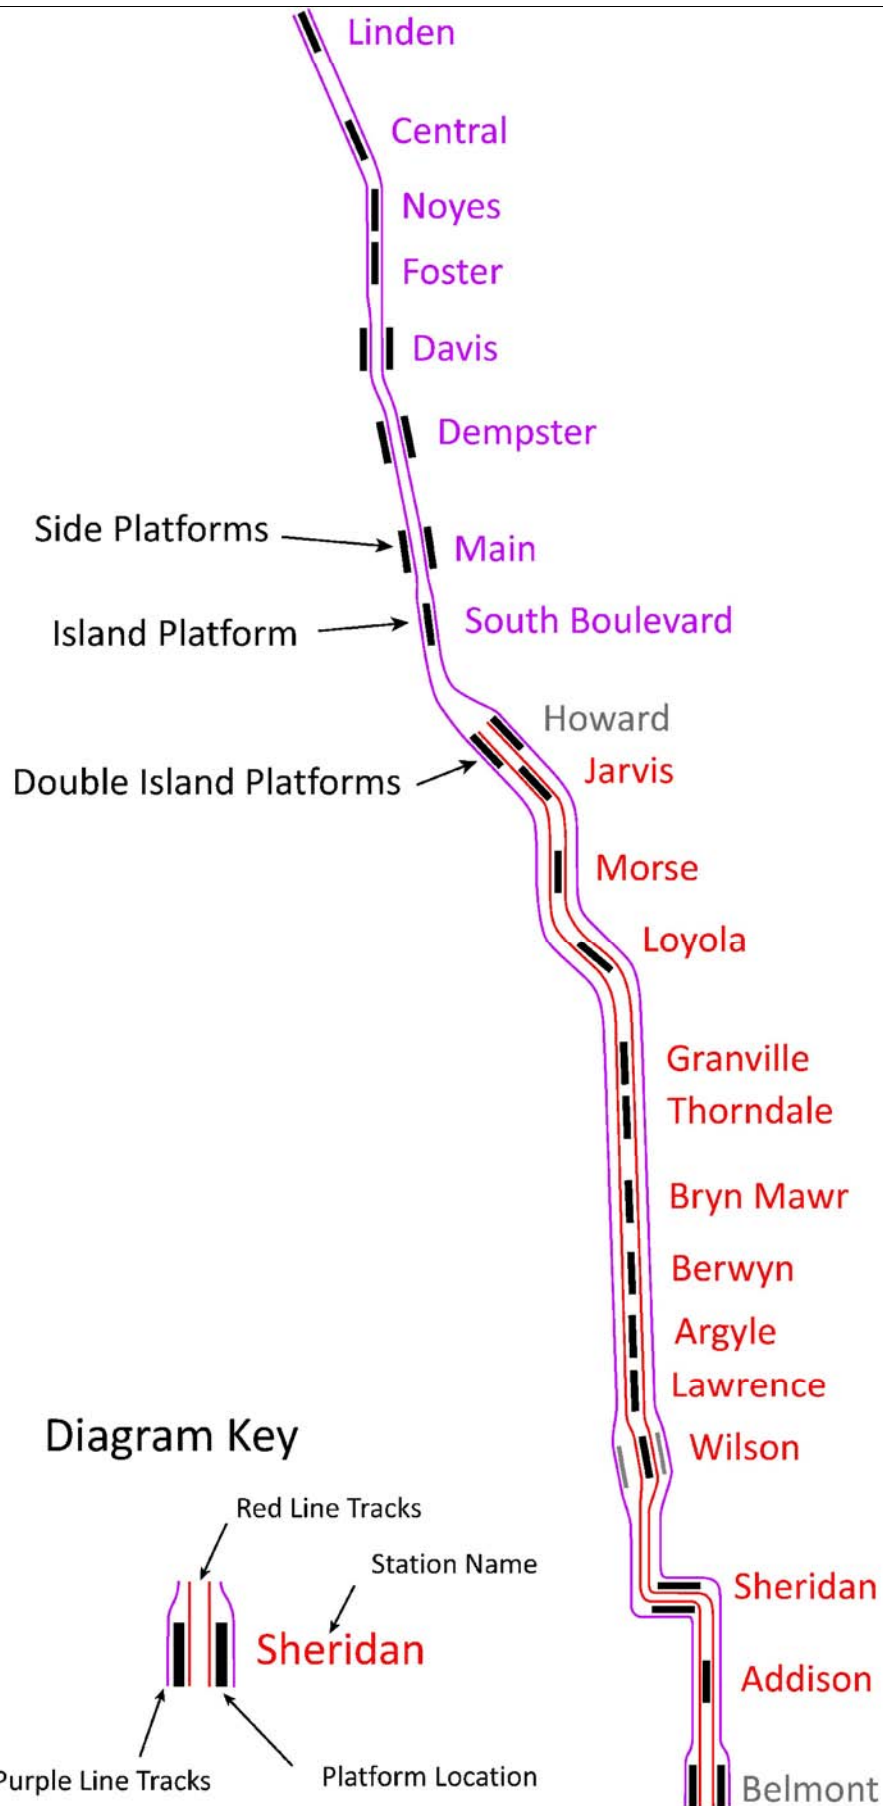 Linden
Central
Noyes
Foster
Davis
Dempster
Side Platforms
Main
Island Platform
South Boulevard
Howard
Double Island Platforms
Jarvis
Morse
Loyola
Granville
Thorndale
Bryn Mawr
Berwyn
Argyle
Lawrence
Diagram Key
Wilson
Red Line Tracks
Station Name
Sheridan
Sheridan
Addison
Purple Line Tracks
Platform Location
Belmont